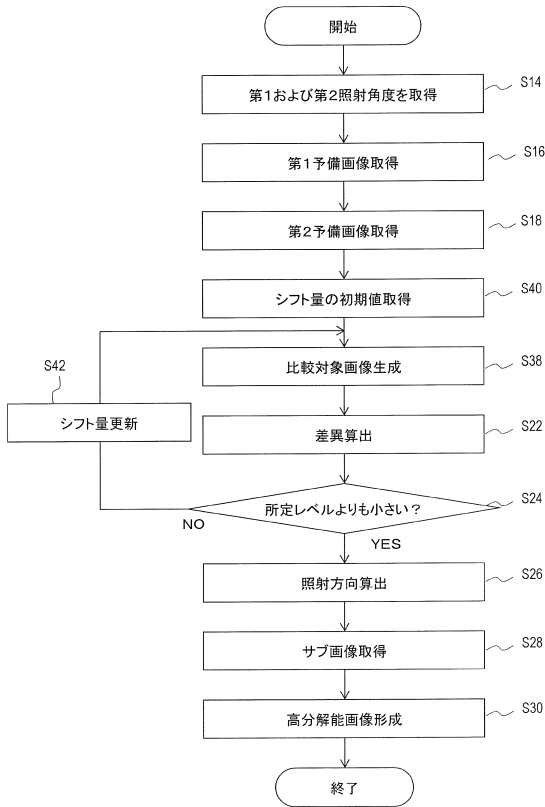 開始
第1および第2照射角度を取得
S14
第1予備画像取得
S16
第2予備画像取得
S18
シフト量の初期値取得
S40
比較対象画像生成
S38
S42
シフト量更新
差異算出
S22
所定レベルよりも小さい？
S24
NO
YES
照射方向算出
S26
サブ画像取得
S28
高分解能画像形成
S30
終了